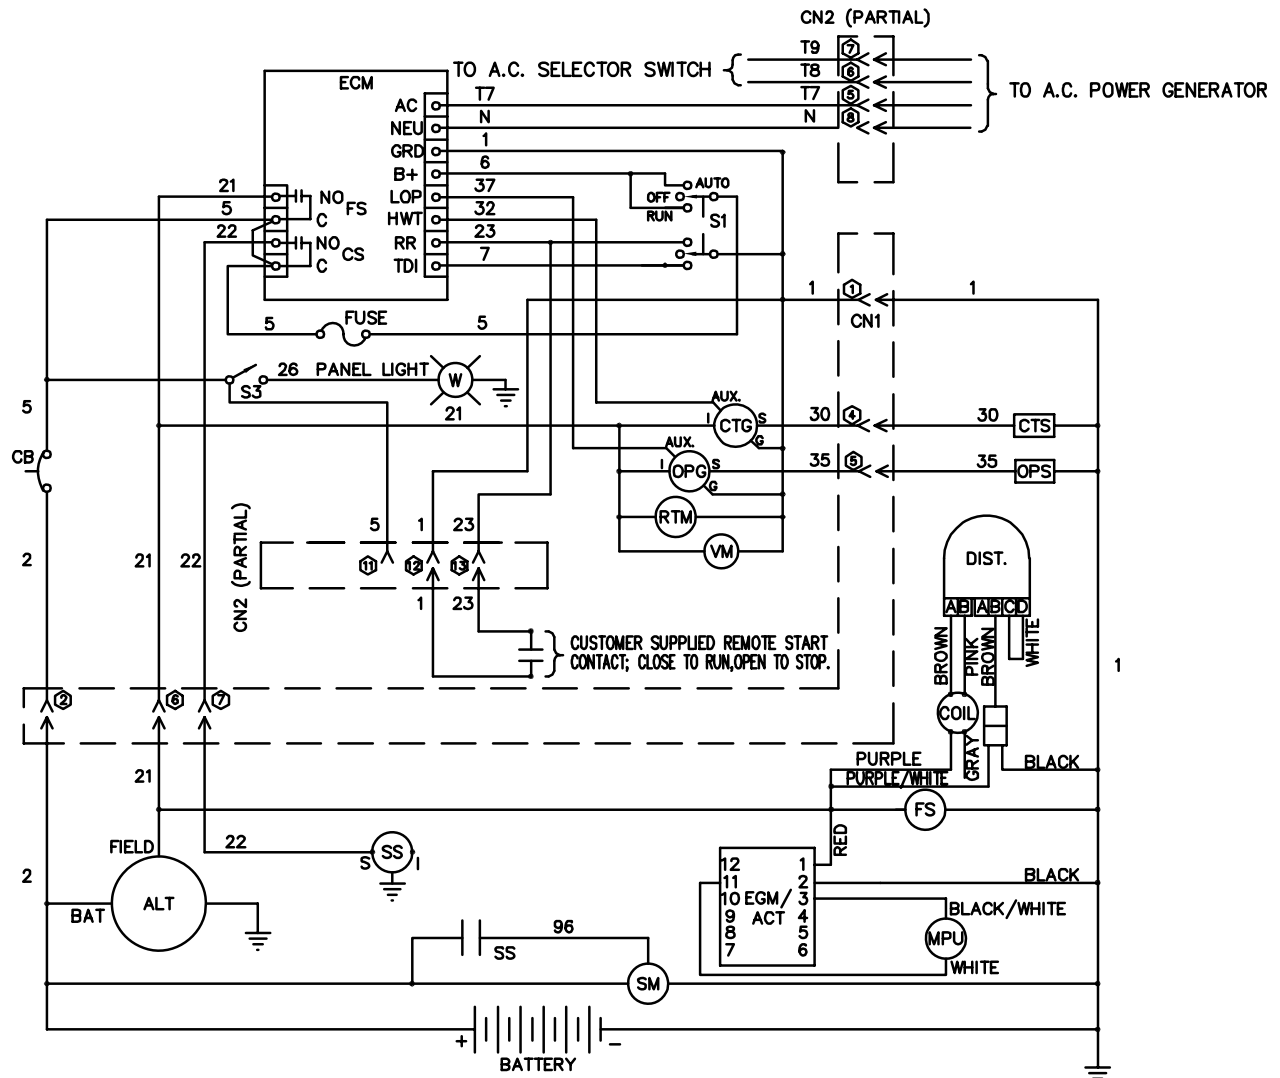 CN2 (PARTIAL)
T9 7
TO A.C. SELECTOR SWITCH
T8 6
ECM
T7 T7 5
TO A.C. POWER GENERATOR
AC
N N 8
NEU
1
GRD
6
B+
AUTO
21 NO FS
37
LOP
OFF
RUN
5 C
32
HWT
S1
22 NO CS
23
RR
C
7
TDI
1 1 1
CN1
5 FUSE 5
26 PANEL LIGHT W
S3
21
AUX.
5
I CTG S 30 4 30 CTS
G
CB
AUX.
I OPG S 35 5 35 OPS
G
CN2 (PARTIAL)
RTM
5 1 23
VM
2 21 22
11 12 13
DIST.
1 23
A B A B C D
CUSTOMER SUPPLIED REMOTE START
CONTACT; CLOSE TO RUN,OPEN TO STOP.
BROWN PINK BROWN WHITE
1
2 6 7
COIL
GRAY
21
PURPLE
BLACK
PURPLE/WHITE
FS
RED
FIELD
22
S SS I
2
BAT ALT
12 1
11 2
BLACK
10 EGM/ 3
9 ACT 4
8 5
7 6
BLACK/WHITE
MPU
WHITE
96
SS
SM
+ −
BATTERY